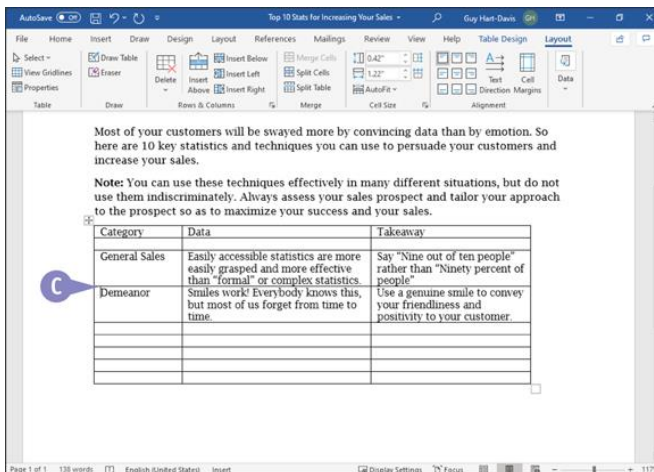 AutoSave On Top 10 Stats for Increasing Your Sales Guy Hart-Davis GH
File Home Insert Draw Design Layout References Mailings Review View Help Table Design Layout
Select Draw Table Insert Below Merge Cells 0.42"
View Gridlines Eraser Delete Insert Above Insert Left Split Cells 1.22" Text Direction Cell Margins Data
Properties Insert Right Split Table AutoFit
Table Draw Rows & Columns Merge Cell Size Alignment
Most of your customers will be swayed more by convincing data than by emotion. So
here are 10 key statistics and techniques you can use to persuade your customers and
increase your sales.
Note: You can use these techniques effectively in many different situations, but do not
use them indiscriminately. Always assess your sales prospect and tailor your approach
to the prospect so as to maximize your success and your sales.
Category Data Takeaway
General Sales Easily accessible statistics are more Say "Nine out of ten people"
easily grasped and more effective rather than "Ninety percent of
than "formal" or complex statistics. people"
C
Demeanor Smiles work! Everybody knows this, Use a genuine smile to convey
but most of us forget from time to your friendliness and
time. positivity to your customer.
Page 1 of 1 138 words English (United States) Insert Display Settings Focus